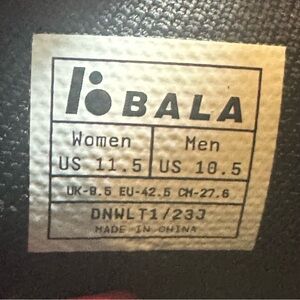 BALA
Women Men
US 11.5 US 10.5
UK-9.5 EU-42.5 CM-27.6
DNWLT1/23J
MADE IN CHINA